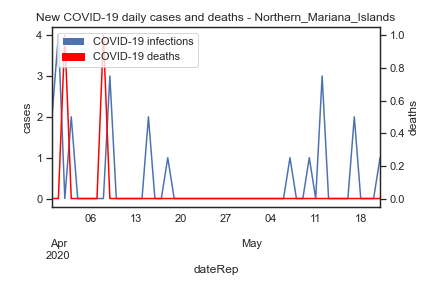 New COVID-19 daily cases and deaths - Northern_Mariana_Islands
COVID-19 infections
COVID-19 deaths
4
3
2
1
0
cases
1.0
0.8
0.6
0.4
0.2
0.0
deaths
06 13 20 27 04 11 18
Apr May
2020
dateRep